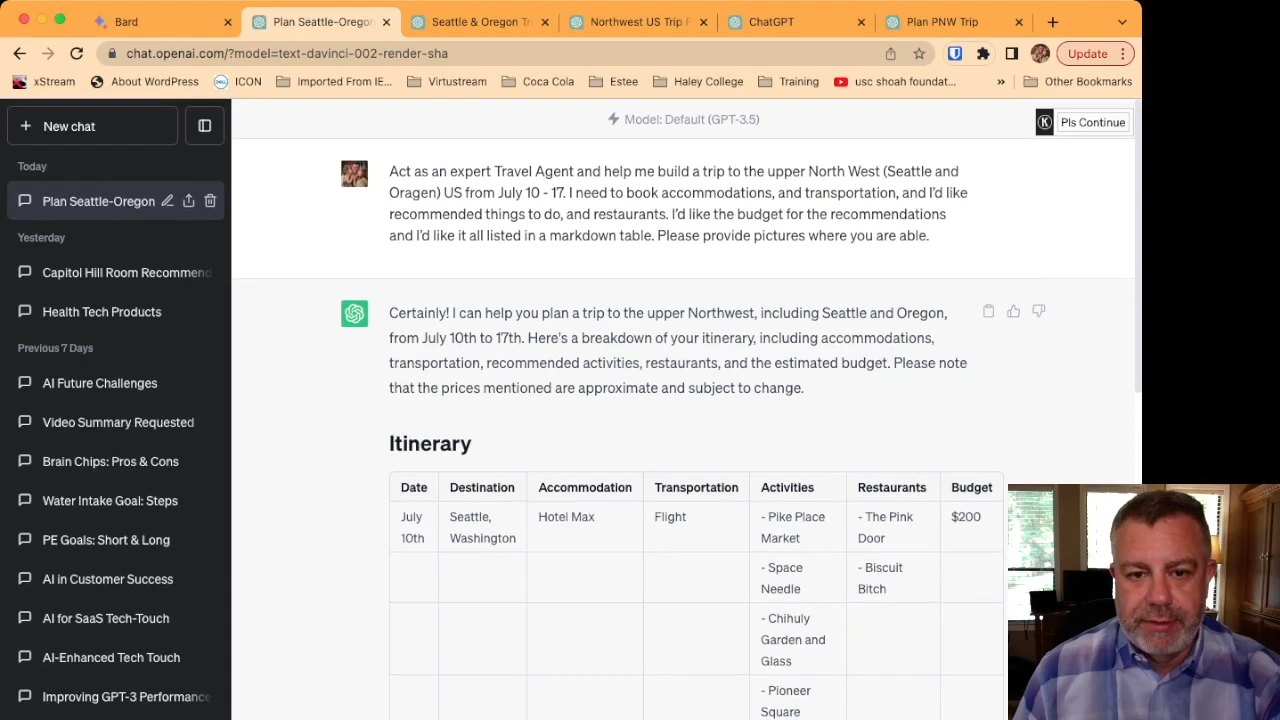 Bard
Plan Seattle-Oregon
Seattle & Oregon Tr
Northwest US Trip P
ChatGPT
Plan PNW Trip
chat.openai.com/?model=text-davinci-002-render-sha
Update
xStream
About WordPress
DELL
ICON
Imported From IE...
Virtustream
Coca Cola
Estee
Haley College
Training
usc shoah foundat...
»
Other Bookmarks
+ New chat
Model: Default (GPT-3.5)
K
Pls Continue
Today
Plan Seattle-Oregon
Yesterday
Capitol Hill Room Recommend
Health Tech Products
Previous 7 Days
AI Future Challenges
Video Summary Requested
Brain Chips: Pros & Cons
Water Intake Goal: Steps
PE Goals: Short & Long
AI in Customer Success
AI for SaaS Tech-Touch
AI-Enhanced Tech Touch
Improving GPT-3 Performance
Act as an expert Travel Agent and help me build a trip to the upper North West (Seattle and
Oragen) US from July 10 - 17. I need to book accommodations, and transportation, and I'd like
recommended things to do, and restaurants. I'd like the budget for the recommendations
and I'd like it all listed in a markdown table. Please provide pictures where you are able.
Certainly! I can help you plan a trip to the upper Northwest, including Seattle and Oregon,
from July 10th to 17th. Here's a breakdown of your itinerary, including accommodations,
transportation, recommended activities, restaurants, and the estimated budget. Please note
that the prices mentioned are approximate and subject to change.
Itinerary
Date Destination Accommodation Transportation Activities Restaurants Budget
July Seattle, Hotel Max Flight - Pike Place - The Pink $200
10th Washington Market Door
- Space - Biscuit
Needle Bitch
- Chihuly
Garden and
Glass
- Pioneer
Square